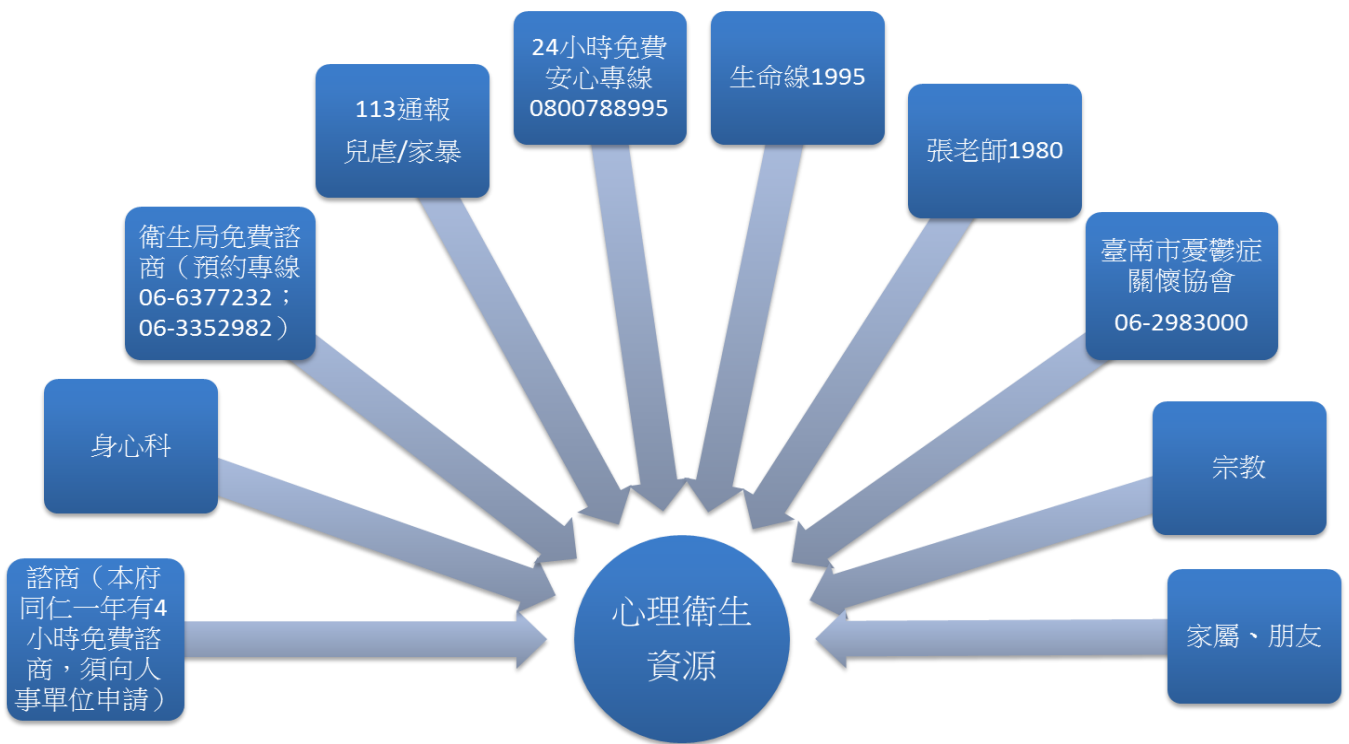 24小時免費
安心專線
0800788995
生命線1995
113通報
兒虐/家暴
張老師1980
衛生局免費諮
商（預約專線
06-6377232；
06-3352982）
臺南市憂鬱症
關懷協會
06-2983000
身心科
宗教
諮商（本府
同仁一年有4
小時免費諮
商，須向人
事單位申請）
家屬、朋友
心理衛生
資源